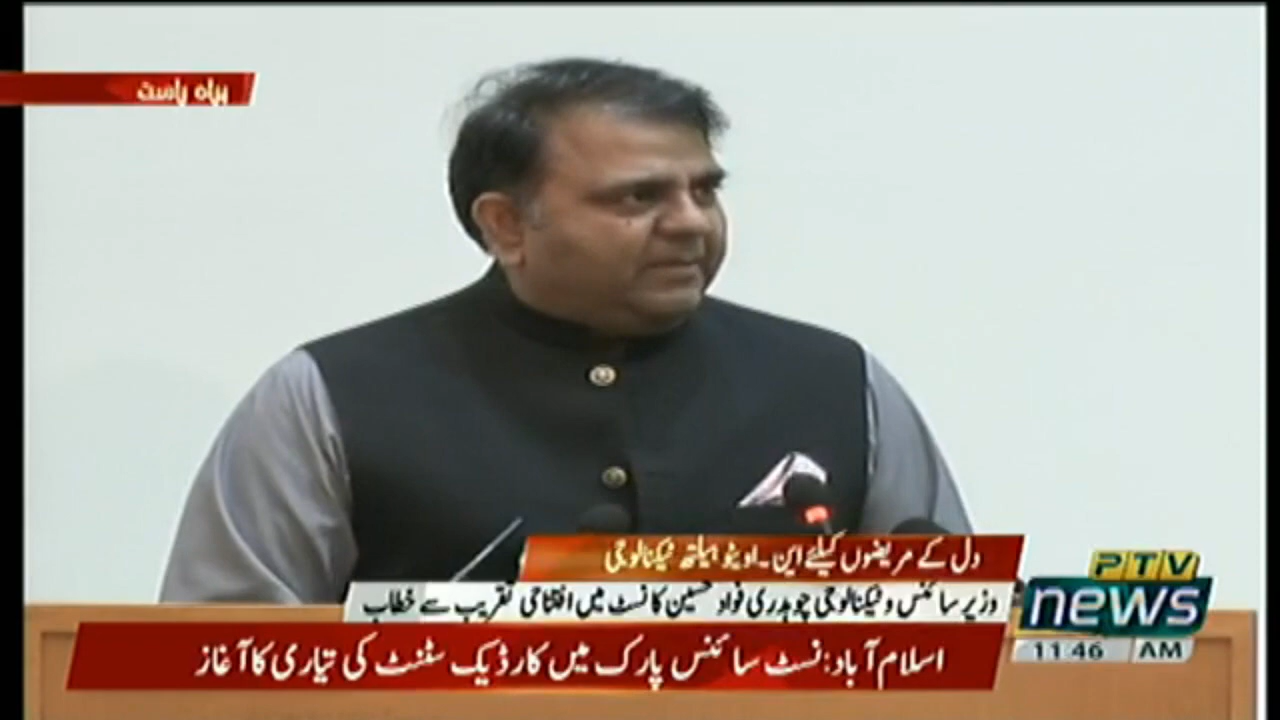 براہ راست
دل کے مریضوں کیلئے این۔اویٹو ہیلتھ ٹیکنالوجی
وزیر سائنس و ٹیکنالوجی چوہدری فواد حسین کا نسٹ میں افتتاحی تقریب سے خطاب
اسلام آباد: نسٹ سائنس پارک میں کارڈیک سٹنٹ کی تیاری کا آغاز
PTV
news
11:46 AM